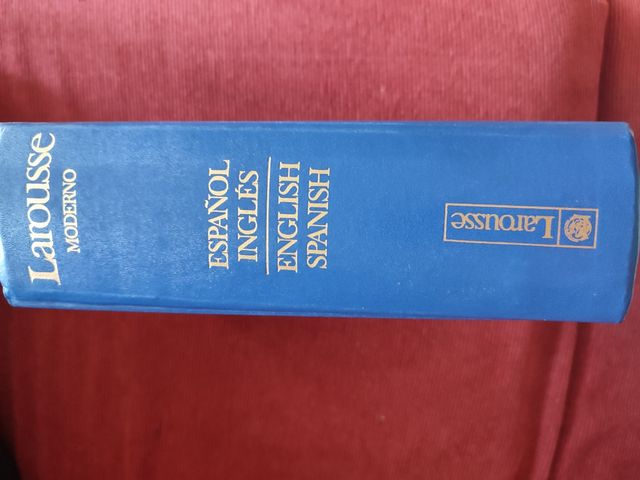 Larousse
MODERNO
ESPAÑOL
INGLÉS
ENGLISH
SPANISH
Larousse